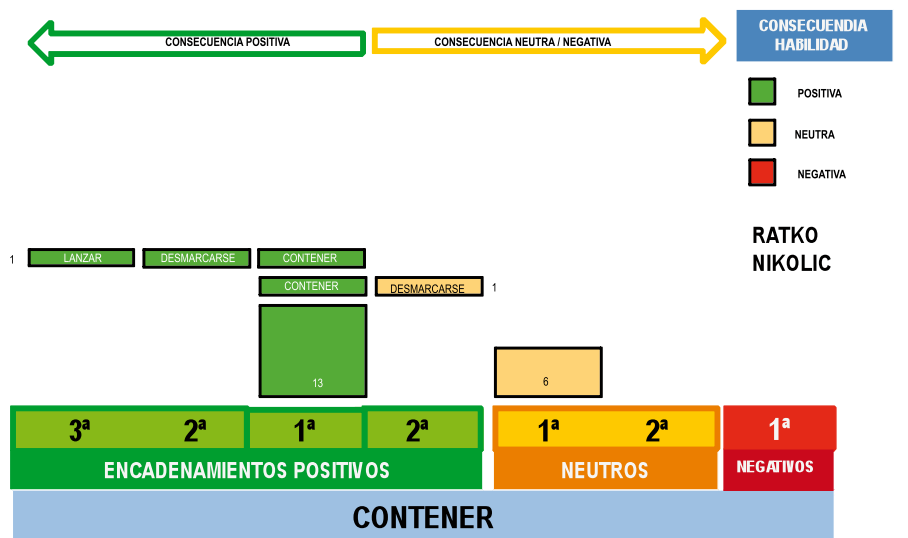 CONSECUENCIA POSITIVA
CONSECUENCIA NEUTRA / NEGATIVA
CONSECUENDIA
HABILIDAD
POSITIVA
NEUTRA
NEGATIVA
RATKO
NIKOLIC
1 LANZAR DESMARCARSE CONTENER
CONTENER DESMARCARSE 1
13
6
3ª 2ª 1ª 2ª 1ª 2ª 1ª
ENCADENAMIENTOS POSITIVOS NEUTROS NEGATIVOS
CONTENER